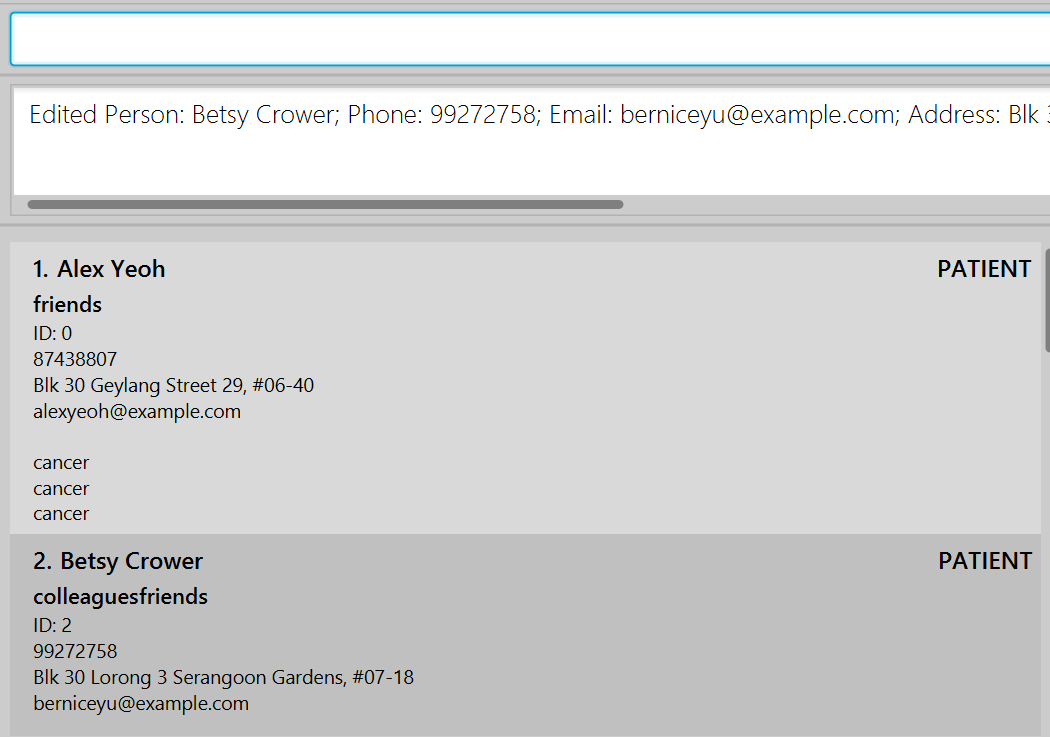 Edited Person: Betsy Crower; Phone: 99272758; Email: berniceyu@example.com; Address: Blk
1. Alex Yeoh PATIENT
friends
ID: 0
87438807
Blk 30 Geylang Street 29, #06-40
alexyeoh@example.com
cancer
cancer
cancer
2. Betsy Crower PATIENT
colleaguesfriends
ID: 2
99272758
Blk 30 Lorong 3 Serangoon Gardens, #07-18
berniceyu@example.com